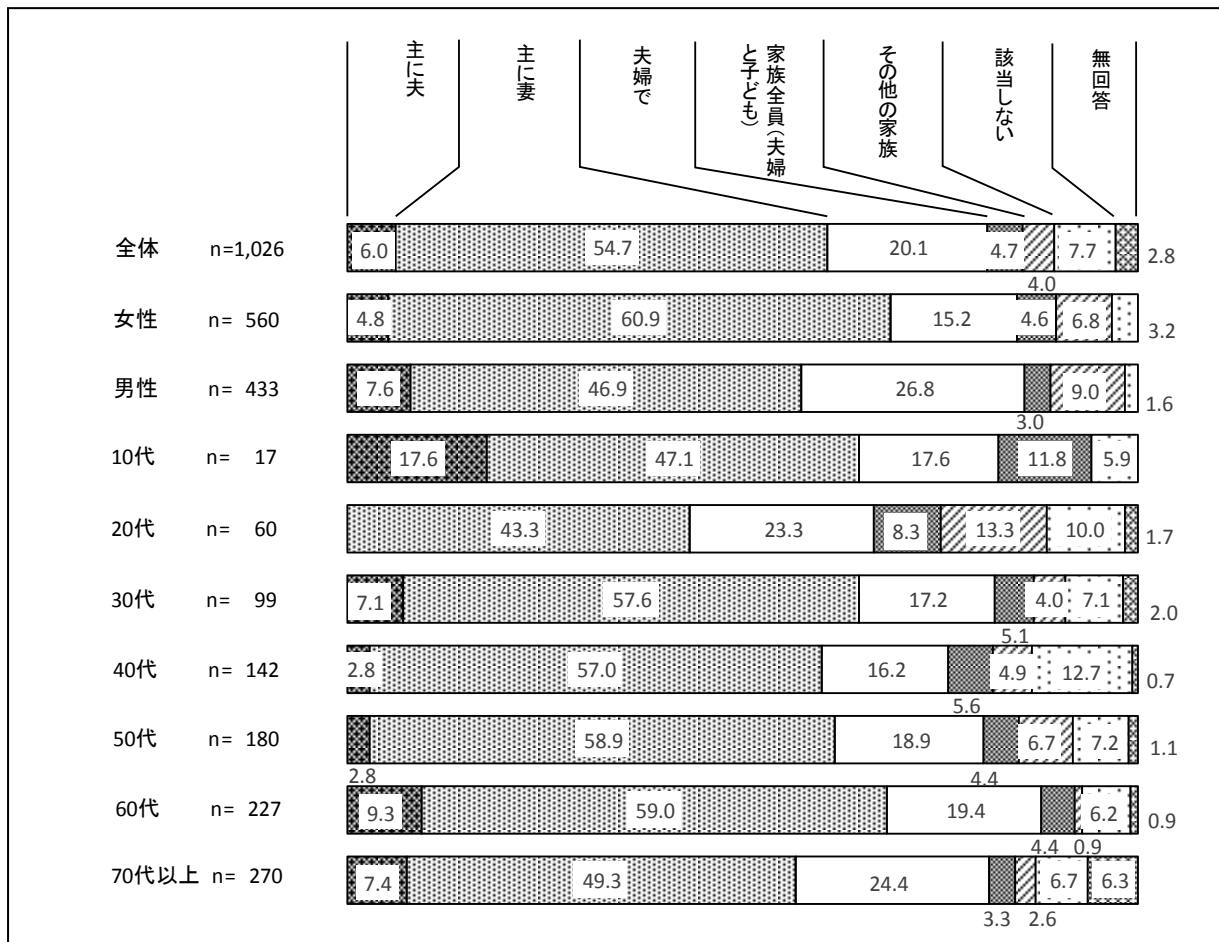 主に夫
主に妻
夫婦で
家族全員(夫婦
と子ども)
その他の家族
該当しない
無回答
全体 n=1,026 6.0 54.7 20.1 4.7 4.0 7.7 2.8
女性 n= 560 4.8 60.9 15.2 4.6 6.8 3.2
男性 n= 433 7.6 46.9 26.8 3.0 9.0 1.6
10代 n= 17 17.6 47.1 17.6 11.8 5.9
20代 n= 60 43.3 23.3 8.3 13.3 10.0 1.7
30代 n= 99 7.1 57.6 17.2 5.1 4.0 7.1 2.0
40代 n= 142 2.8 57.0 16.2 5.6 4.9 12.7 0.7
50代 n= 180 2.8 58.9 18.9 4.4 6.7 7.2 1.1
60代 n= 227 9.3 59.0 19.4 4.4 0.9 6.2 0.9
70代以上 n= 270 7.4 49.3 24.4 3.3 2.6 6.7 6.3